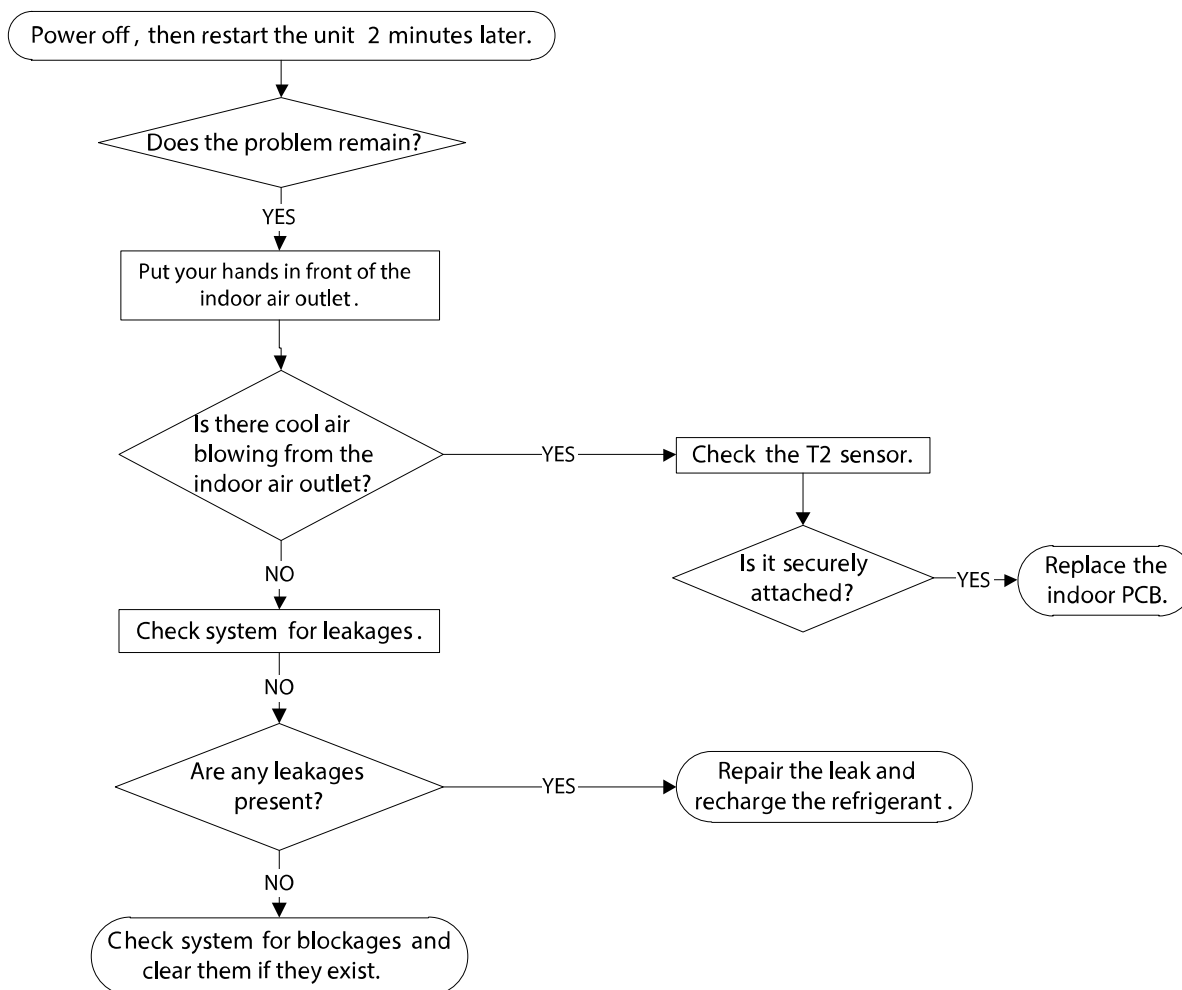 Power off, then restart the unit 2 minutes later.
Does the problem remain?
YES
Put your hands in front of the
indoor air outlet.
Is there cool air
blowing from the
indoor air outlet?
YES
Check the T2 sensor.
Is it securely
attached?
YES
Replace the
indoor PCB.
NO
Check system for leakages.
NO
Are any leakages
present?
YES
Repair the leak and
recharge the refrigerant.
NO
Check system for blockages and
clear them if they exist.